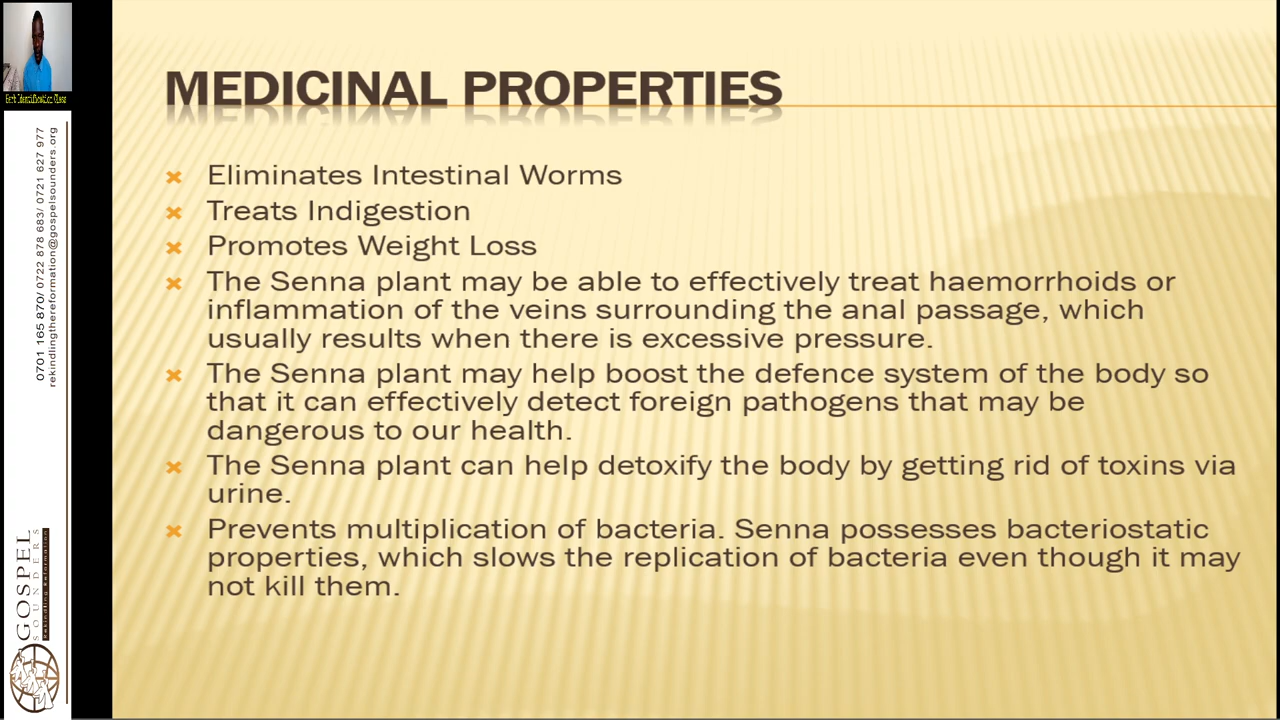 Herb Identification Class
MEDICINAL PROPERTIES
Eliminates Intestinal Worms
Treats Indigestion
Promotes Weight Loss
The Senna plant may be able to effectively treat haemorrhoids or
inflammation of the veins surrounding the anal passage, which
usually results when there is excessive pressure.
The Senna plant may help boost the defence system of the body so
that it can effectively detect foreign pathogens that may be
dangerous to our health.
The Senna plant can help detoxify the body by getting rid of toxins via
urine.
Prevents multiplication of bacteria. Senna possesses bacteriostatic
properties, which slows the replication of bacteria even though it may
not kill them.
0701 165 870/ 0722 878 683/ 0721 627 977
rekindlingthereformation@gospelsounders.org
GOSPEL
SOUNDERS
Rekindling Reformation